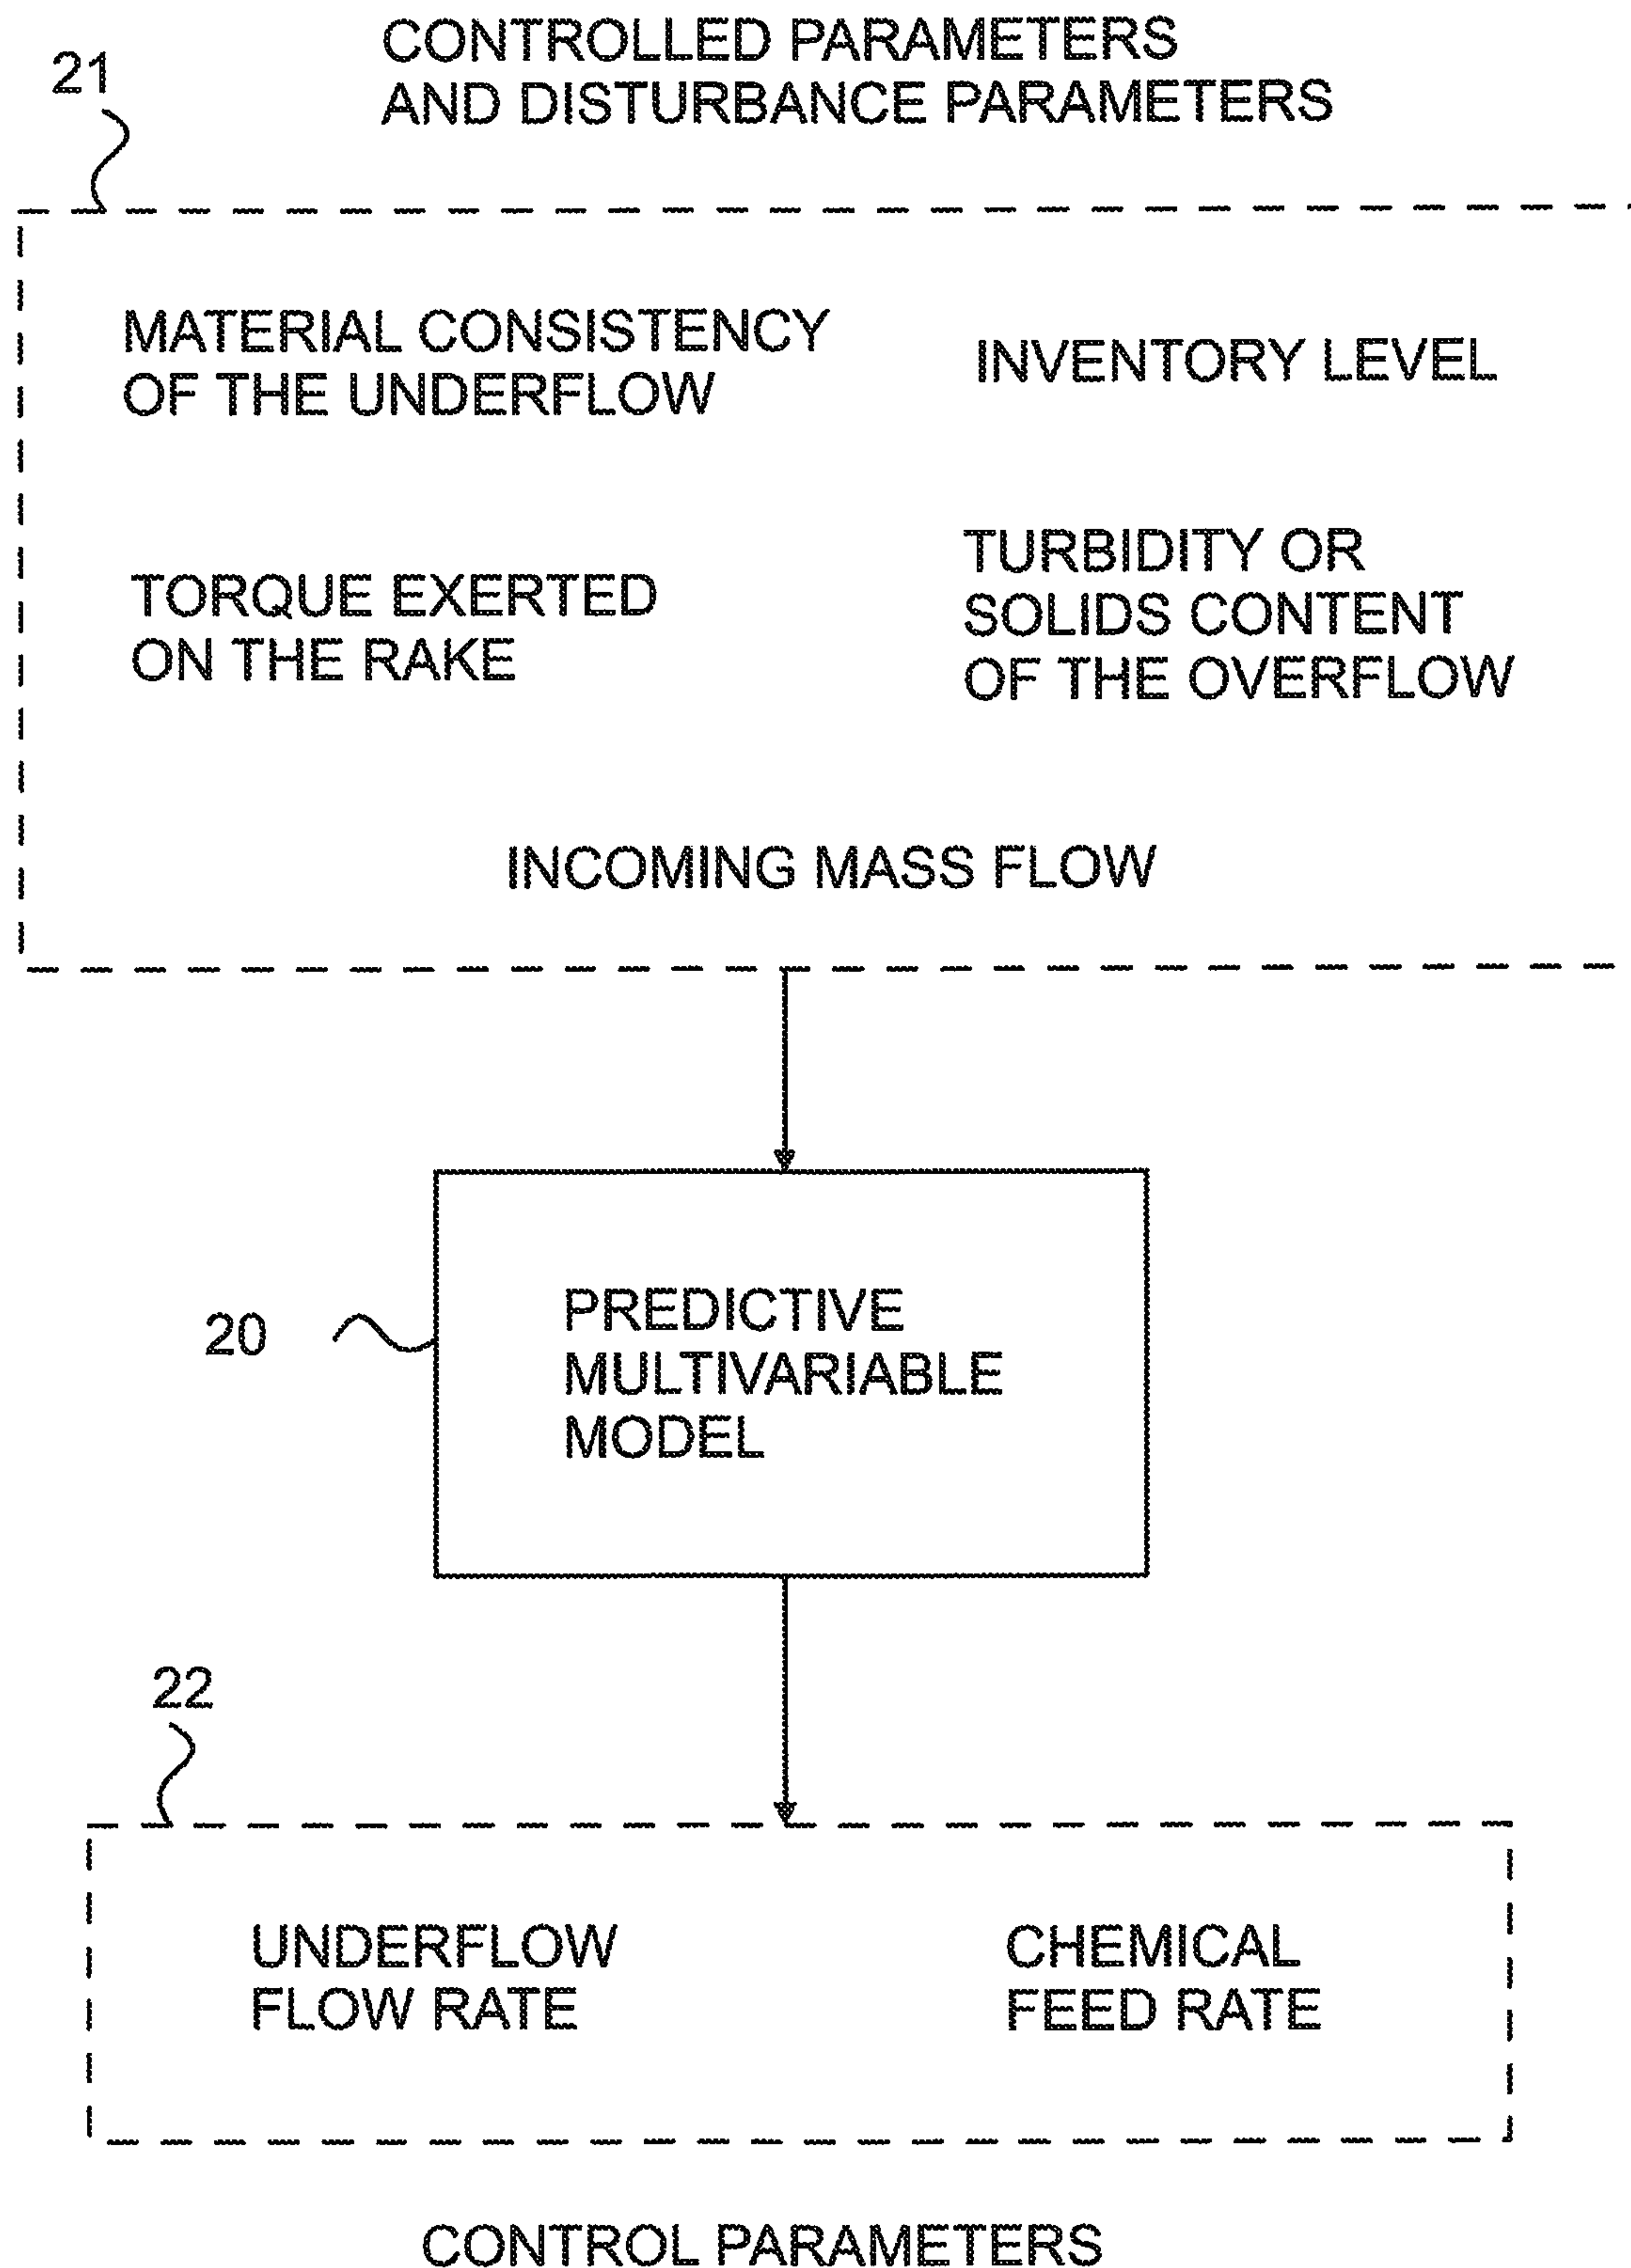 CONTROLLED PARAMETERS
AND DISTURBANCE PARAMETERS
21
MATERIAL CONSISTENCY
OF THE UNDERFLOW
INVENTORY LEVEL
TORQUE EXERTED
ON THE RAKE
TURBIDITY OR
SOLIDS CONTENT
OF THE OVERFLOW
INCOMING MASS FLOW
20
PREDICTIVE
MULTIVARIABLE
MODEL
22
UNDERFLOW
FLOW RATE
CHEMICAL
FEED RATE
CONTROL PARAMETERS